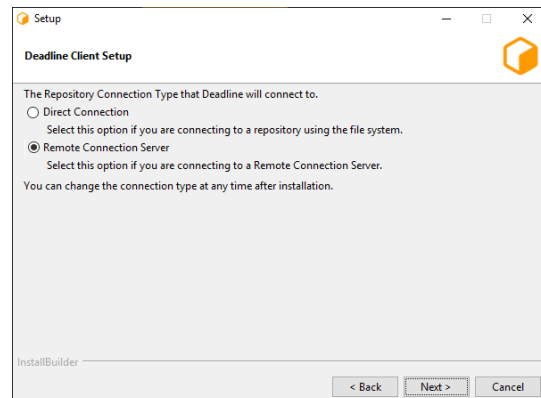 Setup
Deadline Client Setup
The Repository Connection Type that Deadline will connect to.
Direct Connection
Select this option if you are connecting to a repository using the file system.
Remote Connection Server
Select this option if you are connecting to a Remote Connection Server.
You can change the connection type at any time after installation.
InstallBuilder
< Back Next > Cancel